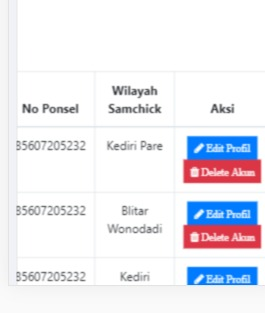 No Ponsel
Wilayah
Samchick
Aksi
85607205232
Kediri Pare
Edit Profil
Delete Akun
85607205232
Blitar
Wonodadi
Edit Profil
Delete Akun
85607205232
Kediri
Edit Profil